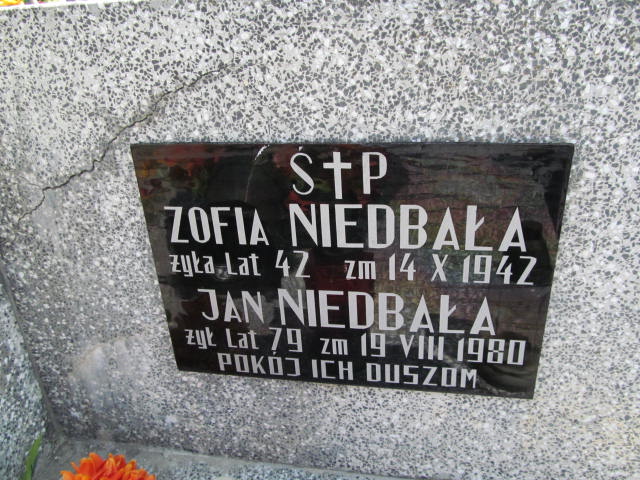 Ś✝P
ZOFIA NIEDBAŁA
żyła Lat 42 zm 14 X 1942
JAN NIEDBAŁA
żył Lat 79 zm 19 VIII 1980
POKÓJ ICH DUSZOM